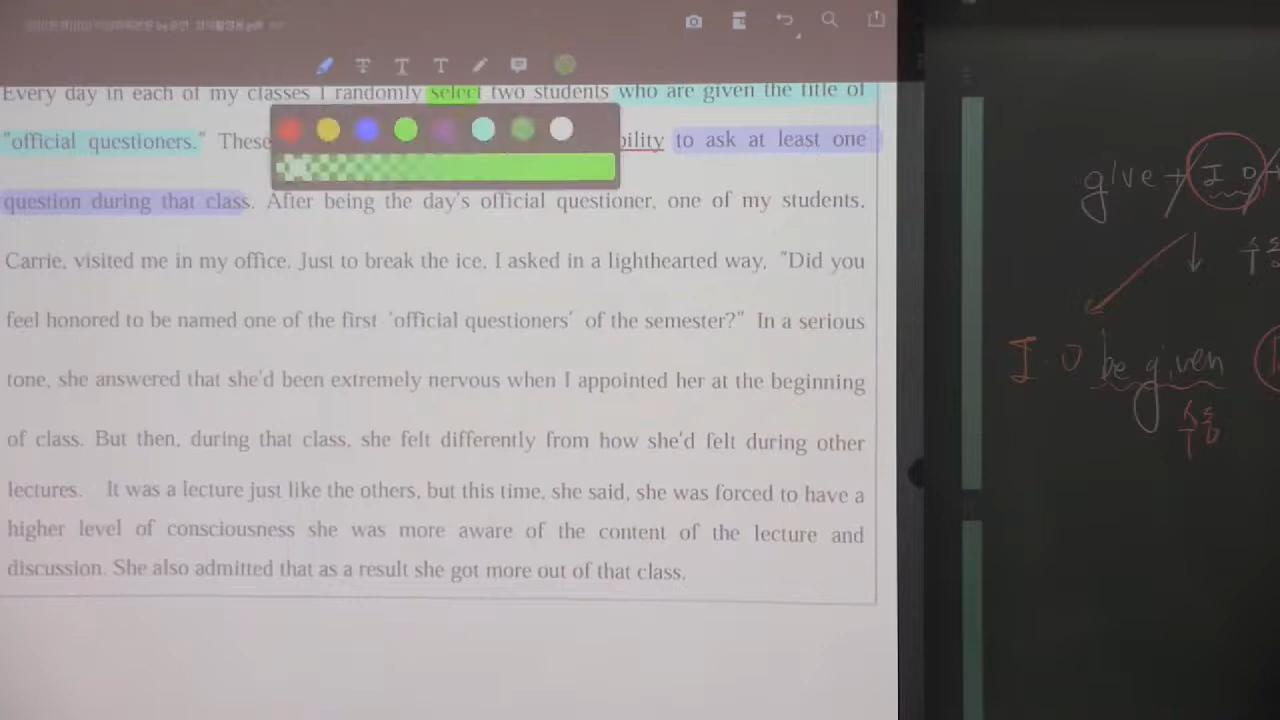 Every day in each of my classes I randomly select two students who are given the title of
"official questioners." These bility to ask at least one
question during that class. After being the day's official questioner, one of my students,
Carrie, visited me in my office. Just to break the ice, I asked in a lighthearted way, "Did you
feel honored to be named one of the first 'official questioners' of the semester?" In a serious
tone, she answered that she'd been extremely nervous when I appointed her at the beginning
of class. But then, during that class, she felt differently from how she'd felt during other
lectures. It was a lecture just like the others, but this time, she said, she was forced to have a
higher level of consciousness she was more aware of the content of the lecture and
discussion. She also admitted that as a result she got more out of that class.
give + I O +
수동
I·O be given
수동